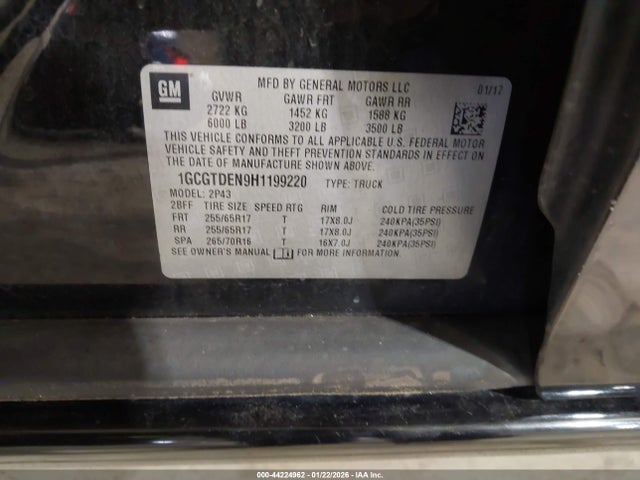 GM
MFD BY GENERAL MOTORS LLC 01/17
GVWR GAWR FRT GAWR RR
2722 KG 1452 KG 1588 KG
6000 LB 3200 LB 3500 LB
THIS VEHICLE CONFORMS TO ALL APPLICABLE U.S. FEDERAL MOTOR
VEHICLE SAFETY AND THEFT PREVENTION STANDARDS IN EFFECT ON
THE DATE OF MANUFACTURE SHOWN ABOVE.
1GCGTDEN9H1199220 TYPE: TRUCK
MODEL: 2P43
2BFF TIRE SIZE SPEED RTG RIM COLD TIRE PRESSURE
FRT 255/65R17 T 17X8.0J 240KPA(35PSI)
RR 255/65R17 T 17X8.0J 240KPA(35PSI)
SPA 265/70R16 T 16X7.0J 240KPA(35PSI)
SEE OWNER'S MANUAL FOR MORE INFORMATION.
000-44224962 - 01/22/2026 - IAA Inc.